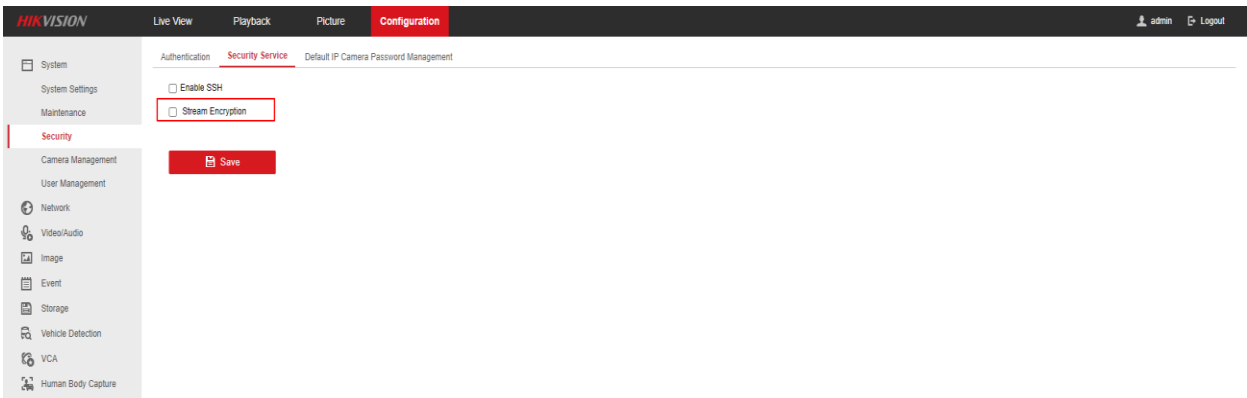 HIKVISION Live View Playback Picture Configuration admin Logout
Authentication Security Service Default IP Camera Password Management
System
System Settings
Maintenance
Security
Camera Management
User Management
Network
Video/Audio
Image
Event
Storage
Vehicle Detection
VCA
Human Body Capture
Enable SSH
Stream Encryption
Save